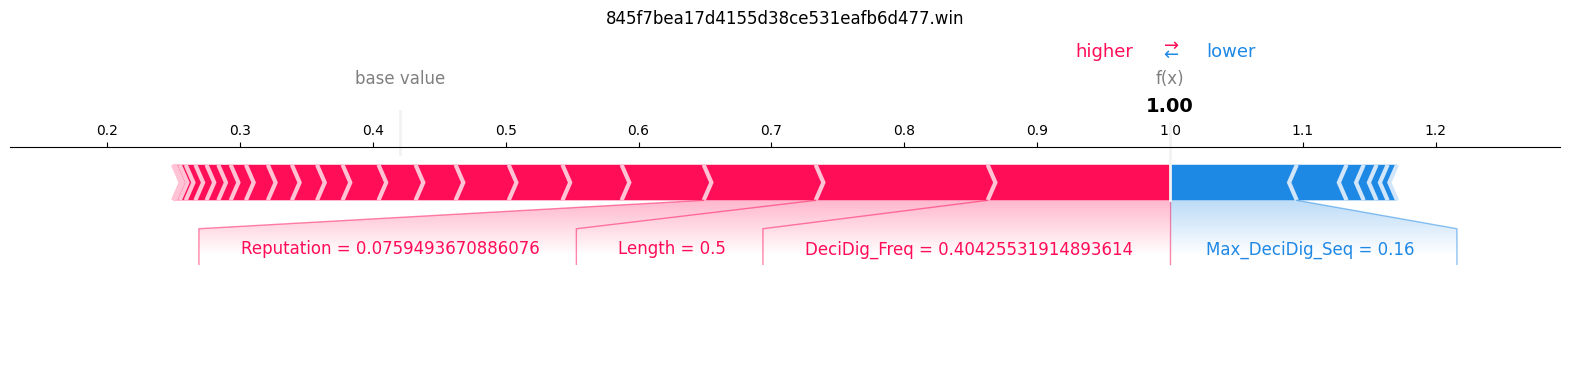 845f7bea17d4155d38ce531eafb6d477.win
higher ⇄ lower
base value f(x)
1.00
0.2 0.3 0.4 0.5 0.6 0.7 0.8 0.9 1.0 1.1 1.2
Reputation = 0.0759493670886076 Length = 0.5 DeciDig_Freq = 0.40425531914893614 Max_DeciDig_Seq = 0.16